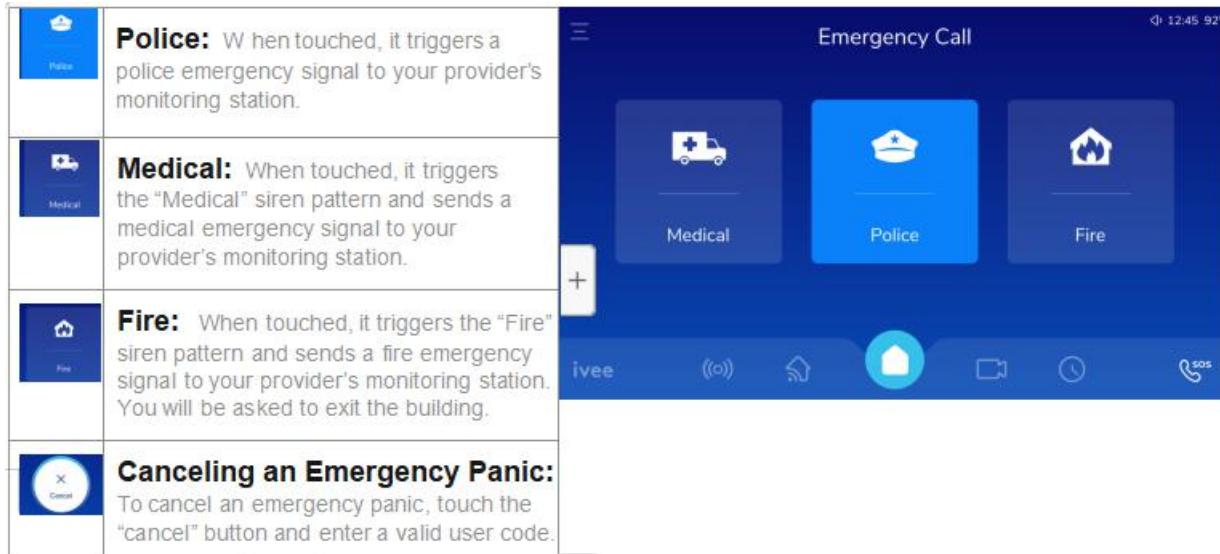 Police
Police: W hen touched, it triggers a
police emergency signal to your provider's
monitoring station.
Medical
Medical: When touched, it triggers
the “Medical” siren pattern and sends a
medical emergency signal to your
provider’s monitoring station.
Fire
Fire: When touched, it triggers the “Fire”
siren pattern and sends a fire emergency
signal to your provider’s monitoring station.
You will be asked to exit the building.
Cancel
Canceling an Emergency Panic:
To cancel an emergency panic, touch the
“cancel” button and enter a valid user code.
12:45 92°
Emergency Call
Medical
Police
Fire
+
ivee
SOS